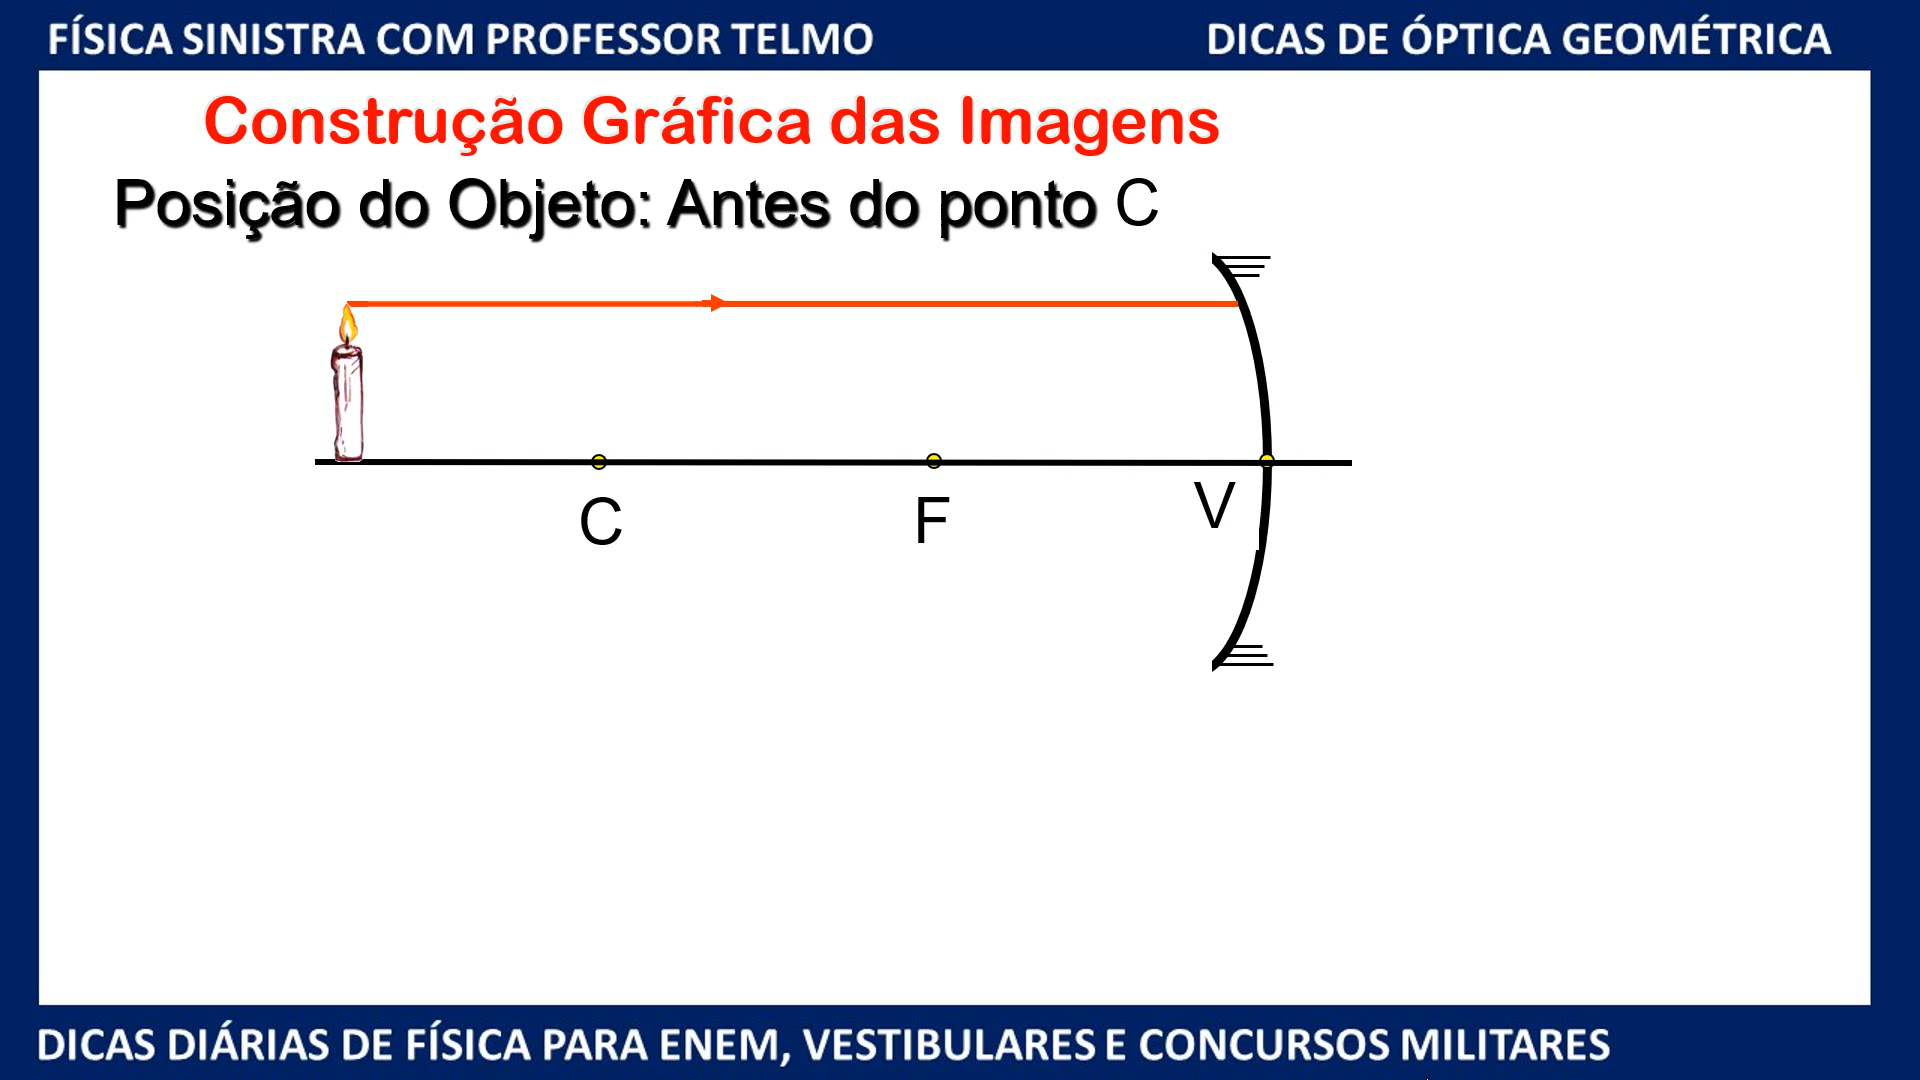 FÍSICA SINISTRA COM PROFESSOR TELMO
DICAS DE ÓPTICA GEOMÉTRICA
Construção Gráfica das Imagens
Posição do Objeto: Antes do ponto C
C
F
V
DICAS DIÁRIAS DE FÍSICA PARA ENEM, VESTIBULARES E CONCURSOS MILITARES